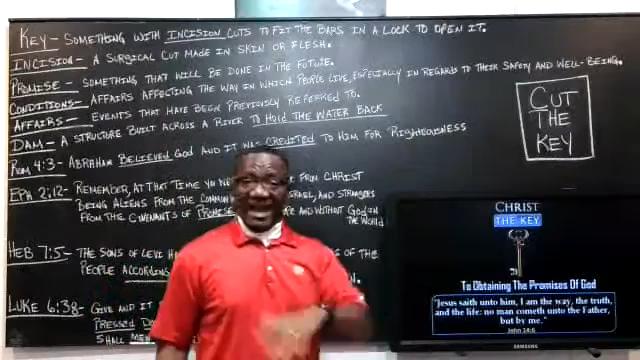 KEY - SOMETHING WITH INCISION CUTS TO FIT THE BARS IN A LOCK TO OPEN IT.
INCISION - A SURGICAL CUT MADE IN SKIN OR FLESH.
PROMISE - SOMETHING THAT WILL BE DONE IN THE FUTURE.
CONDITIONS - AFFAIRS AFFECTING THE WAY IN WHICH PEOPLE LIVE, ESPECIALLY IN REGARDS TO THEIR SAFETY AND WELL-BEING.
AFFAIRS - EVENTS THAT HAVE BEEN PREVIOUSLY REFERRED TO.
DAM - A STRUCTURE BUILT ACROSS A RIVER TO HOLD THE WATER BACK
ROM 4:3 - ABRAHAM BELIEVED GOD AND IT WAS CREDITED TO HIM FOR RIGHTEOUSNESS
EPH 2:12 - REMEMBER, AT THAT TIME FROM CHRIST
BEING ALIENS FROM THE ISRAEL, AND STRANGERS
FROM THE COVENANTS OF PROMISE AND WITHOUT GOD IN
THE WORLD
HEB 7:5 - THE SONS OF LEVI OF THE
PEOPLE ACCORDING
LUKE 6:38 - GIVE AND IT
PRESSED
SHALL
CUT
THE
KEY
CHRIST
THE KEY
To Obtaining The Promises Of God
"Jesus saith unto him, I am the way, the truth,
and the life: no man cometh unto the Father,
but by me."
John 14:6
SAMSUNG